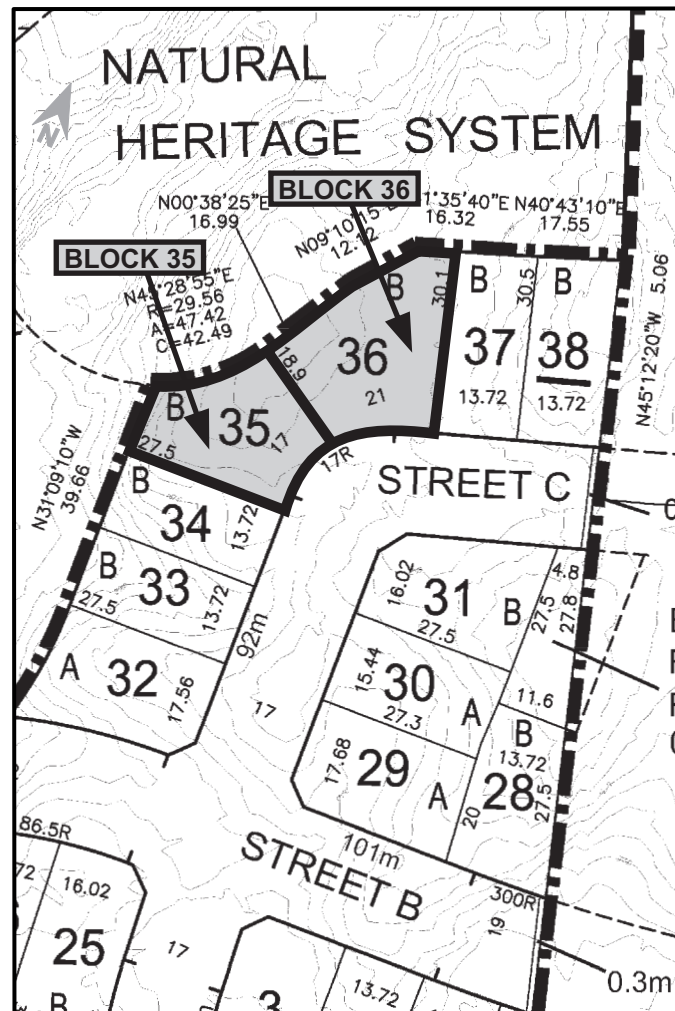 NATURAL
HERITAGE SYSTEM
N
N00°38'25"E
16.99
BLOCK 36
1°35'40"E
16.32
N40°43'10"E
17.55
N09°10'15"E
12.12
BLOCK 35
N43°28'55"E
R=29.56
A=47.42
C=42.49
N45°12'20"W 5.06
B
30.1
B
30.5
B
36
37
38
18.9
21
13.72
13.72
B
35
17
27.5
17R
N31°09'10"W
39.66
STREET C
B
34
13.72
B
33
13.72
27.5
92m
A
32
17.56
16.02
31
B
27.5
4.8
27.5
27.8
15.44
30
A
27.3
11.6
B
13.72
17.68
29
A
28
27.5
20
17
86.5R
STREET B
101m
300R
19
72
16.02
25
B
17
13.72
3
0.3m